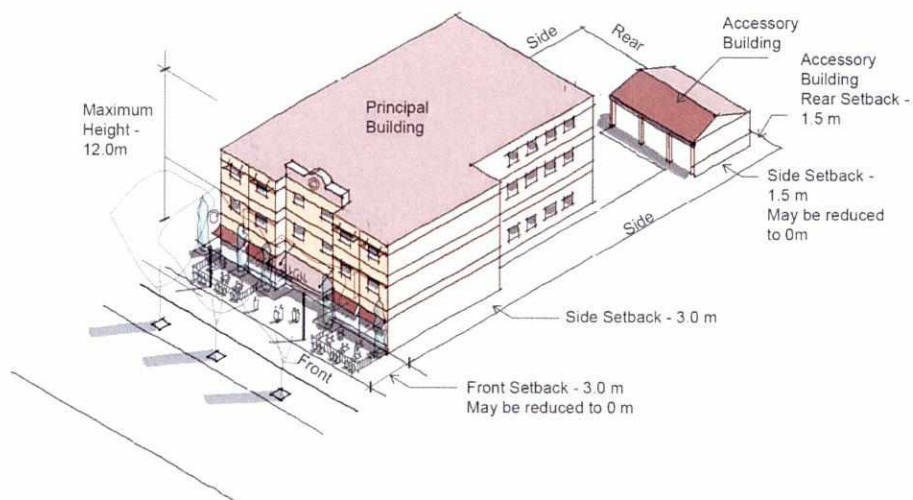 Side
Rear
Accessory
Building
Accessory
Building
Rear Setback -
1.5 m
Maximum
Height -
12.0m
Principal
Building
Side Setback -
1.5 m
May be reduced
to 0m
Side
Side Setback - 3.0 m
Front
Front Setback - 3.0 m
May be reduced to 0 m